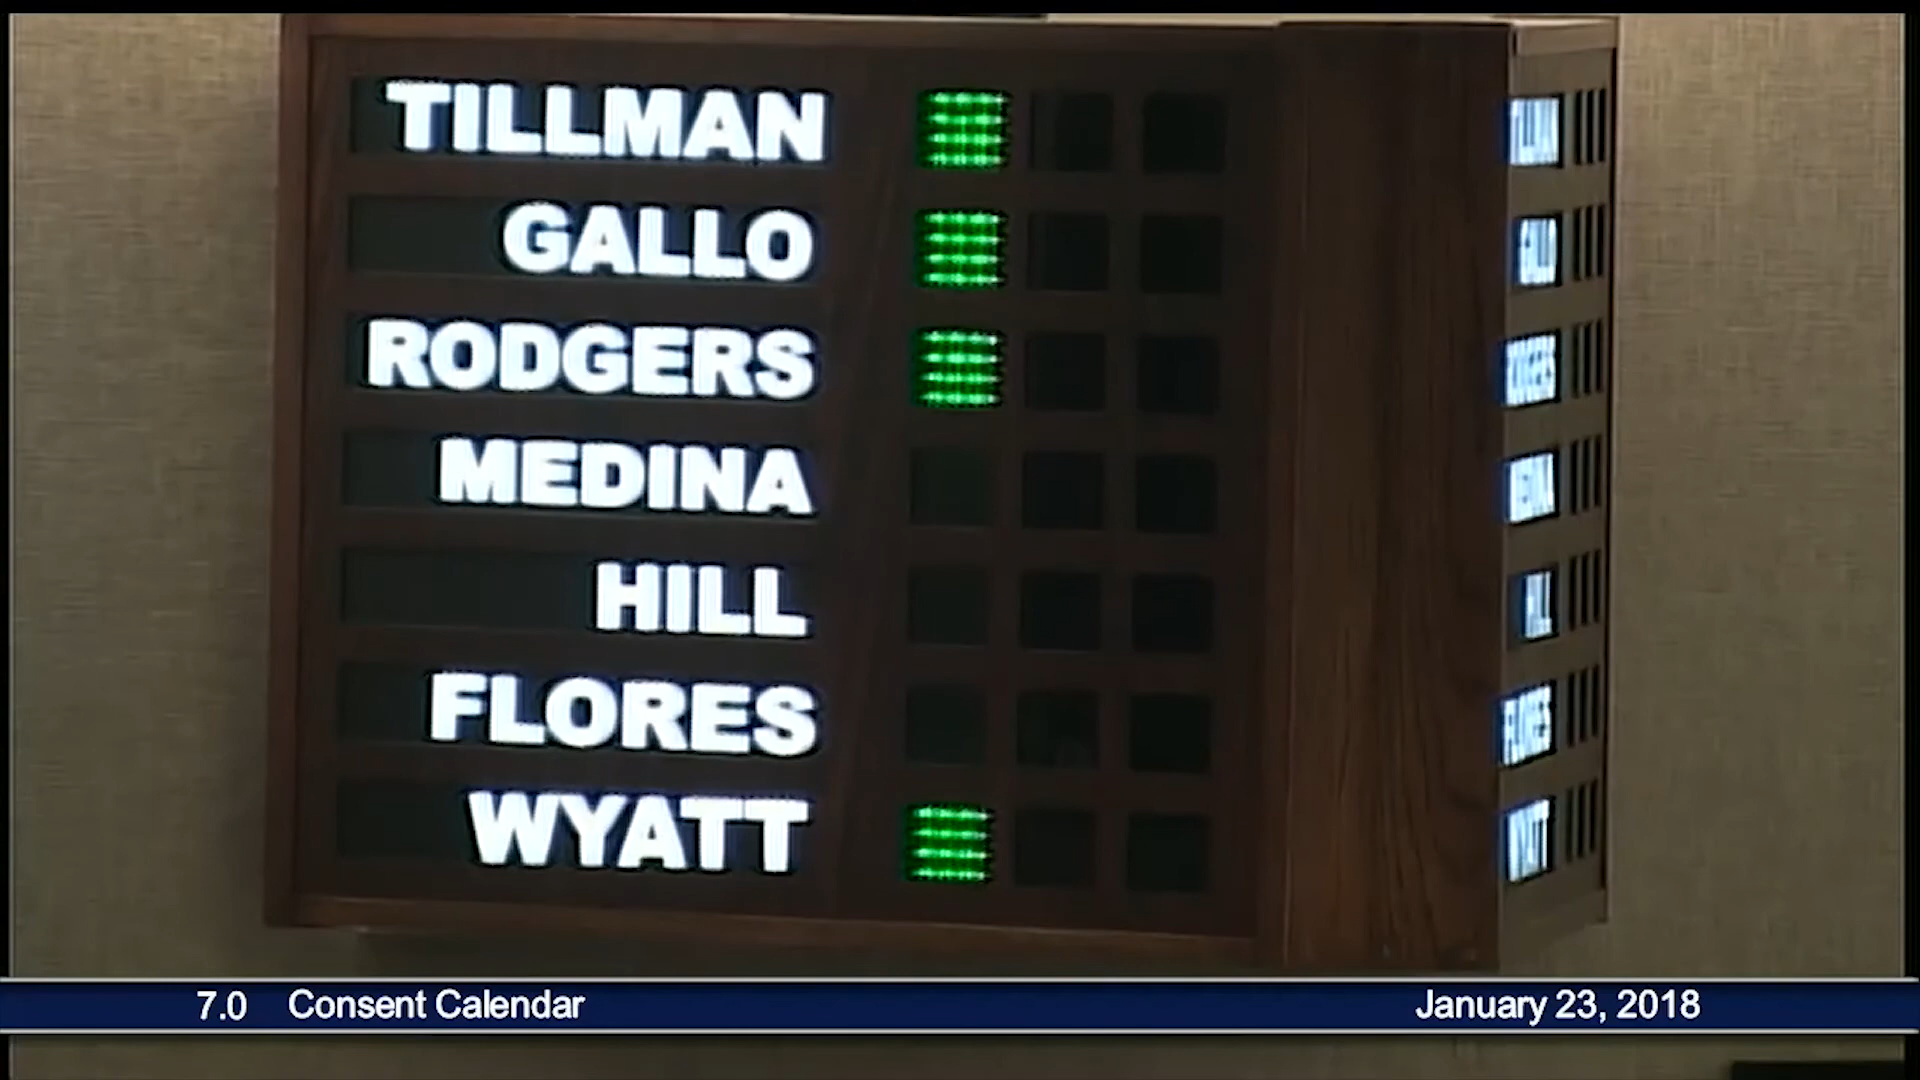 TILLMAN
GALLO
RODGERS
MEDINA
HILL
FLORES
WYATT
7.0 Consent Calendar
January 23, 2018